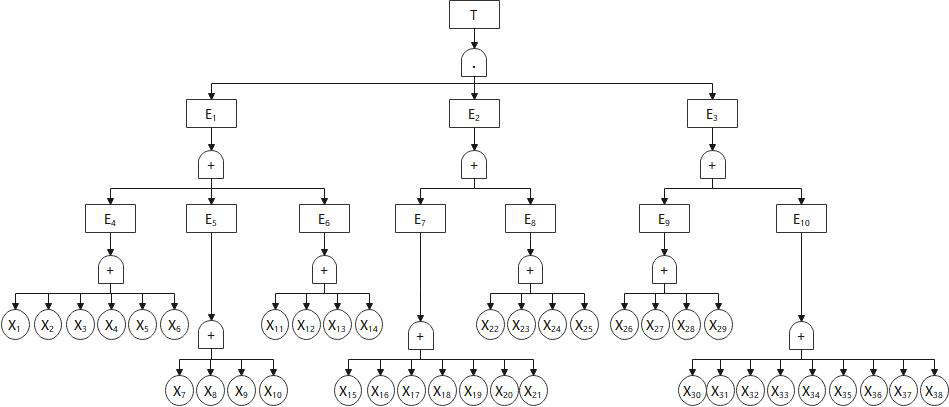 T
.
E₁ E₂ E₃
+ + +
E₄ E₅ E₆ E₇ E₈ E₉ E₁₀
+ + + +
X₁ X₂ X₃ X₄ X₅ X₆ X₁₁ X₁₂ X₁₃ X₁₄ X₂₂ X₂₃ X₂₄ X₂₅ X₂₆ X₂₇ X₂₈ X₂₉
+ + +
X₇ X₈ X₉ X₁₀ X₁₅ X₁₆ X₁₇ X₁₈ X₁₉ X₂₀ X₂₁ X₃₀ X₃₁ X₃₂ X₃₃ X₃₄ X₃₅ X₃₆ X₃₇ X₃₈